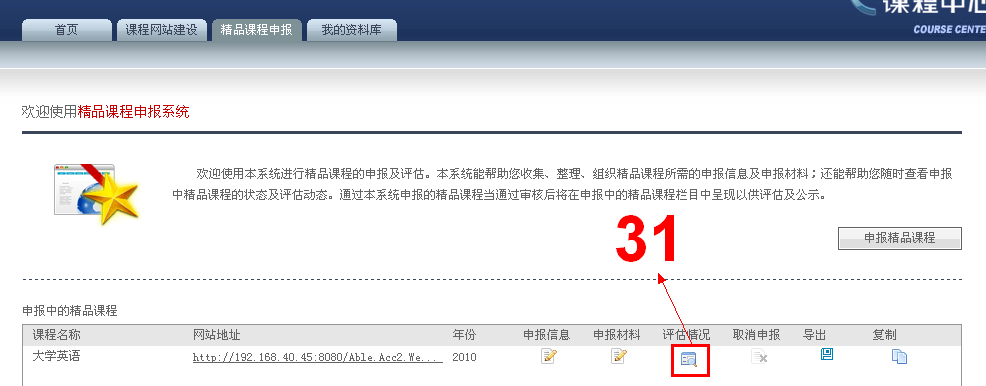 课程中心
COURSE CENTE
首页 课程网站建设 精品课程申报 我的资料库
欢迎使用精品课程申报系统
欢迎使用本系统进行精品课程的申报及评估。本系统能帮助您收集、整理、组织精品课程所需的申报信息及申报材料；还能帮助您随时查看申报
中精品课程的状态及评估动态。通过本系统申报的精品课程当通过审核后将在申报中的精品课程栏目中呈现以供评估及公示。
31
申报精品课程
申报中的精品课程
课程名称 网站地址 年份 申报信息 申报材料 评估情况 取消申报 导出 复制
大学英语 http://192.168.40.45:8080/Able.Acc2.We... 2010